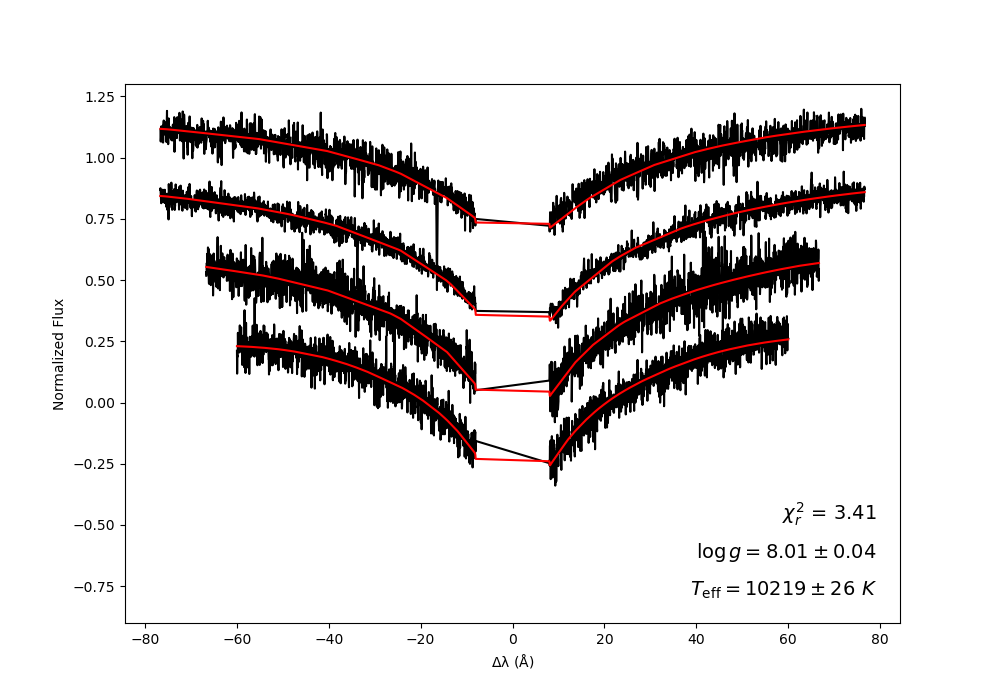 1.25
1.00
0.75
0.50
0.25
0.00
−0.25
−0.50
−0.75
Normalized Flux
χ²ᵣ = 3.41
log g = 8.01 ± 0.04
T_eff = 10219 ± 26 K
−80 −60 −40 −20 0 20 40 60 80
Δλ (Å)